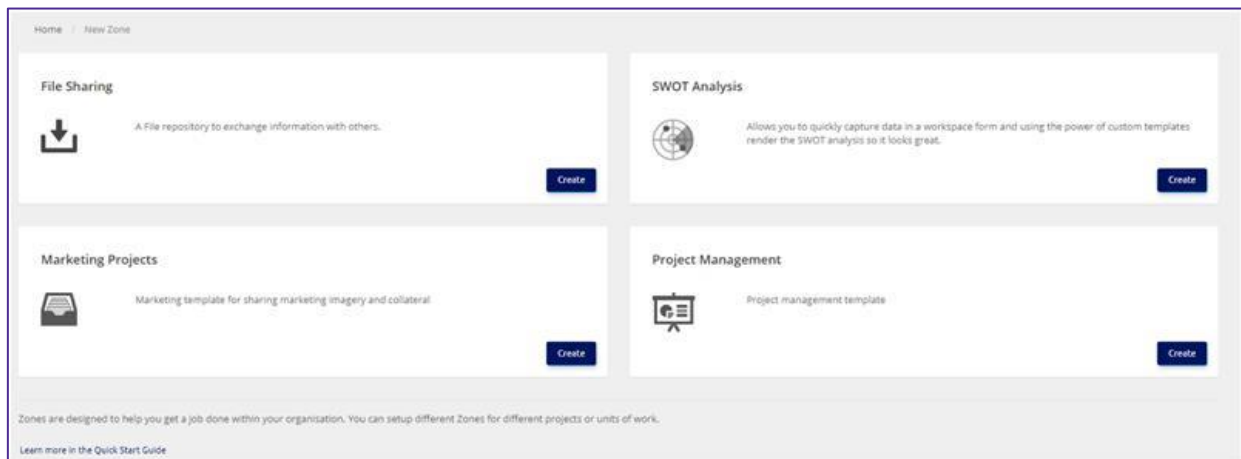 Home / New Zone
File Sharing
A File repository to exchange information with others.
Create
SWOT Analysis
Allows you to quickly capture data in a workspace form and using the power of custom templates
render the SWOT analysis so it looks great.
Create
Marketing Projects
Marketing template for sharing marketing imagery and collateral
Create
Project Management
Project management template
Create
Zones are designed to help you get a job done within your organisation. You can setup different Zones for different projects or units of work.
Learn more in the Quick Start Guide